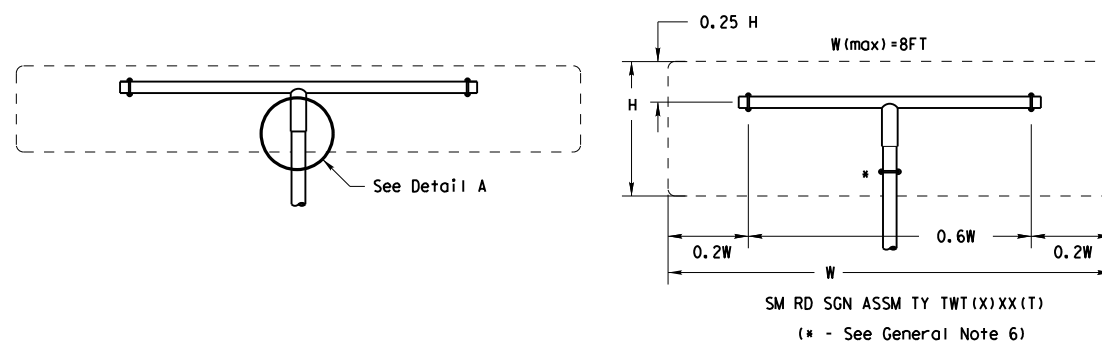 0.25 H
W(max)=8FT
H
See Detail A
*
0.2W
0.6W
0.2W
W
SM RD SGN ASSM TY TWT(X)XX(T)
(* - See General Note 6)